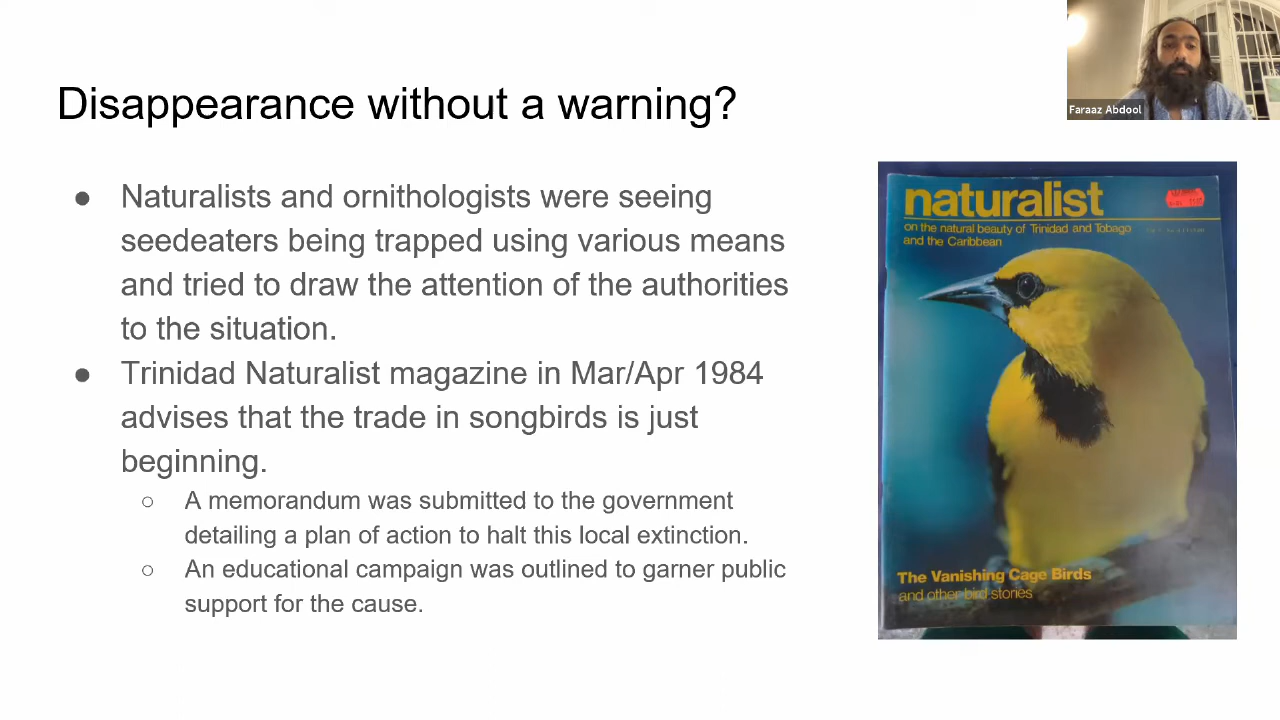 Disappearance without a warning?
Faraaz Abdool
● Naturalists and ornithologists were seeing
seedeaters being trapped using various means
and tried to draw the attention of the authorities
to the situation.
● Trinidad Naturalist magazine in Mar/Apr 1984
advises that the trade in songbirds is just
beginning.
○ A memorandum was submitted to the government
detailing a plan of action to halt this local extinction.
○ An educational campaign was outlined to garner public
support for the cause.
naturalist
on the natural beauty of Trinidad and Tobago
and the Caribbean
The Vanishing Cage Birds
and other bird stories